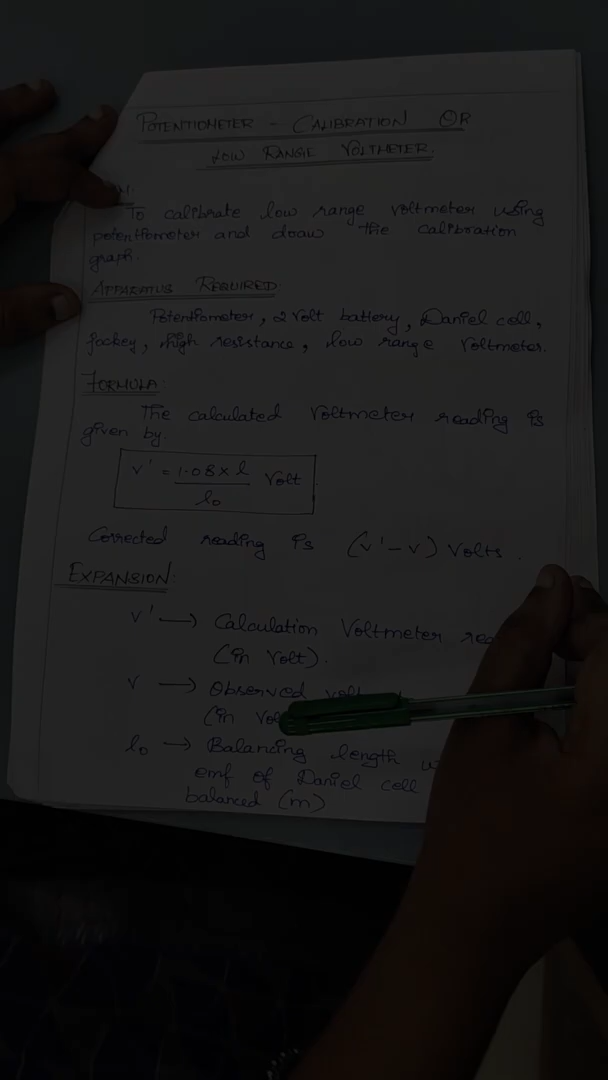 POTENTIOMETER - CALIBRATION OR
LOW RANGE VOLTMETER.
To calibrate low range voltmeter using
potentiometer and draw the calibration
graph.
APPARATUS REQUIRED
Potentiometer, 2 volt battery, Daniel cell,
jockey, high resistance, low range voltmeter.
FORMULA:
The calculated voltmeter reading is
given by.
V' = 1.08 x l / l₀ Volt
Corrected reading is (V'-V) Volts.
EXPANSION:
V' → Calculation Voltmeter
(in volt).
V → Observed
(in
l₀ → Balancing length
emf of Daniel cell
balanced (m)